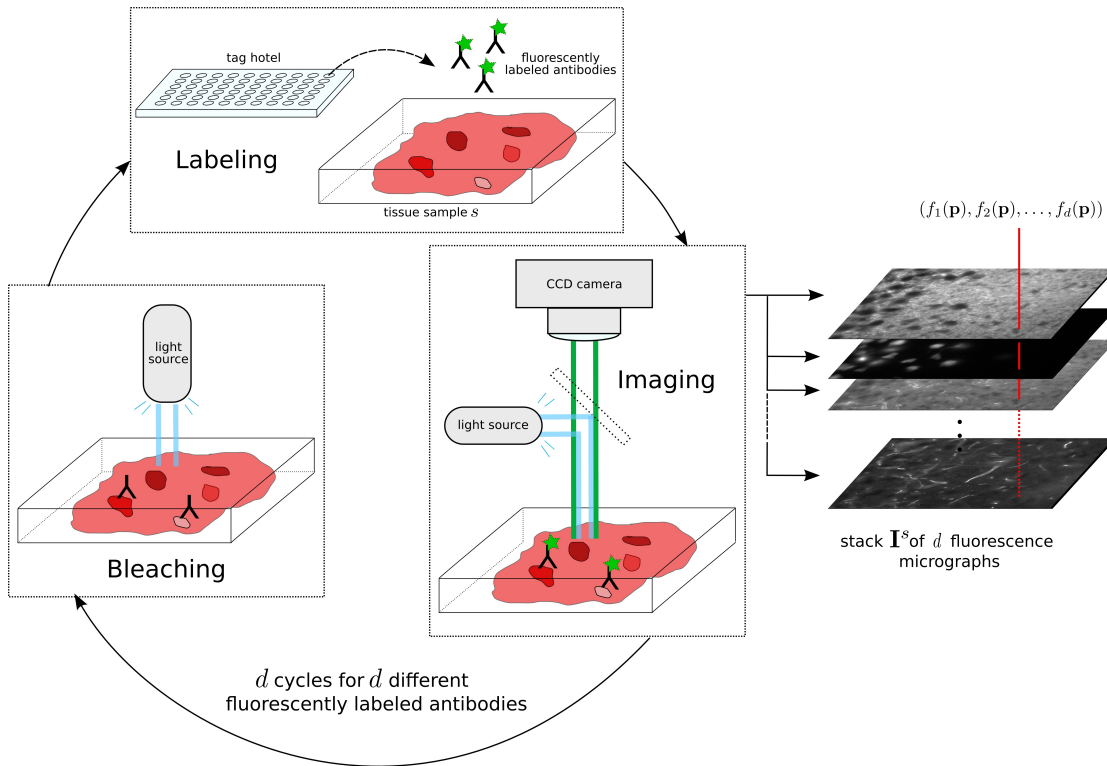 tag hotel
fluorescently
labeled antibodies
Labeling
tissue sample s
(f₁(p), f₂(p), . . . , f_d(p))
CCD camera
light
source
Imaging
light source
Bleaching
stack Iˢ of d fluorescence
micrographs
d cycles for d different
fluorescently labeled antibodies